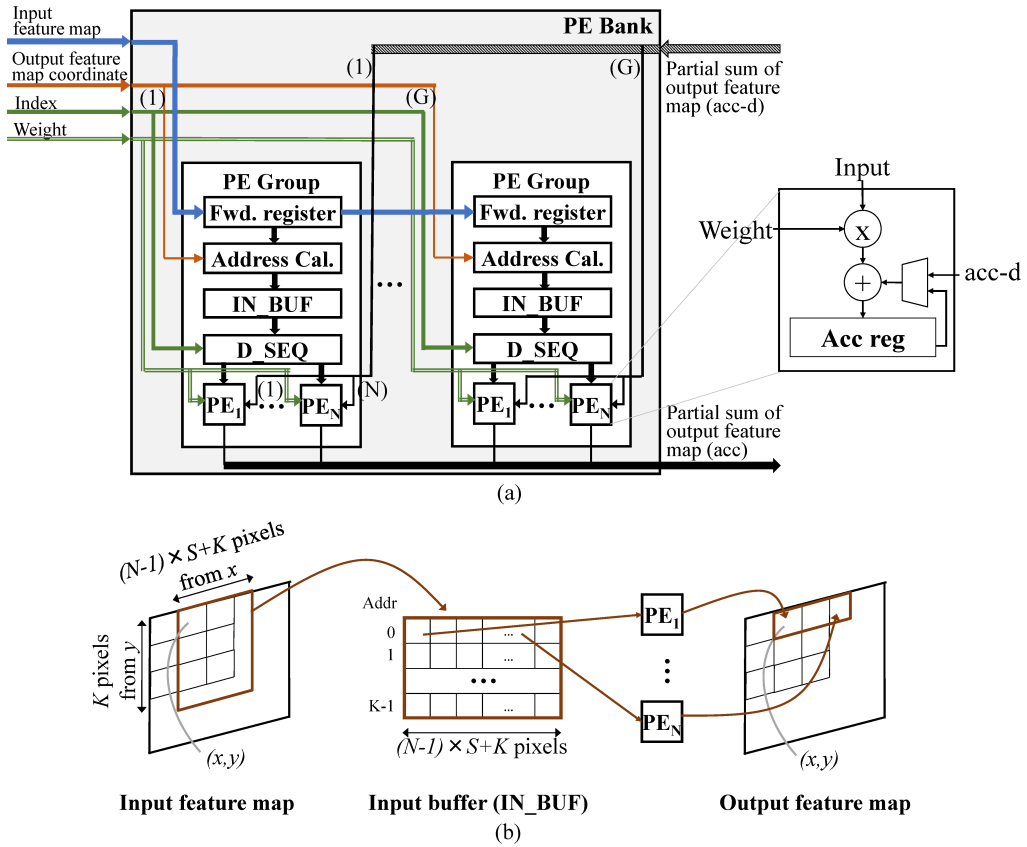 Input
feature map
PE Bank
Output feature
map coordinate
(1)
(G)
Partial sum of
output feature
map (acc-d)
Index
(1)
(G)
Weight
PE Group
Fwd. register
Address Cal.
IN_BUF
D_SEQ
PE1
(1)
...
PEN
(N)
...
PE Group
Fwd. register
Address Cal.
IN_BUF
D_SEQ
PE1
...
PEN
Input
Weight
X
+
acc-d
Acc reg
Partial sum of
output feature
map (acc)
(a)
(N-1)×S+K pixels
from x
K pixels
from y
(x,y)
Input feature map
Addr
0
...
1
...
...
K-1
...
(N-1)×S+K pixels
Input buffer (IN_BUF)
PE1
...
PEN
(x,y)
Output feature map
(b)